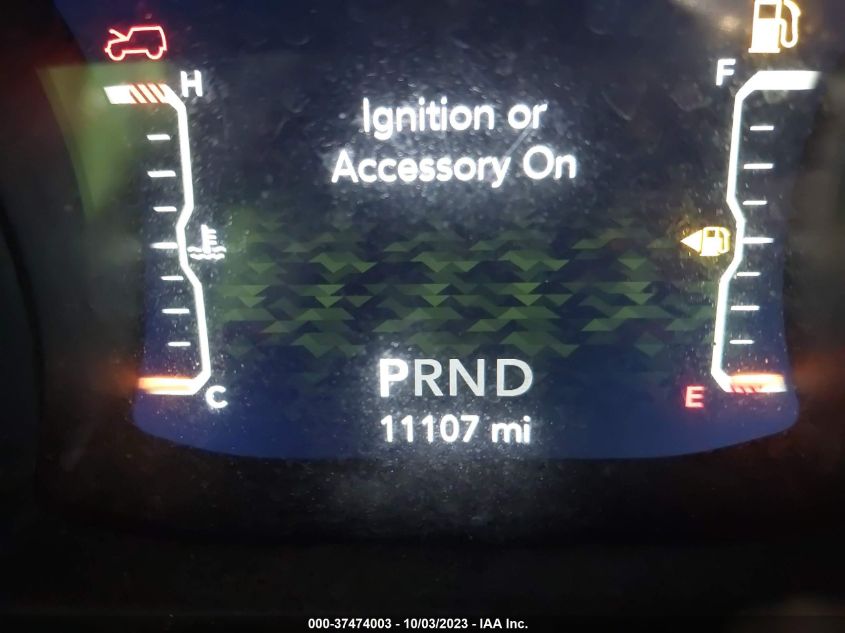 H
F
Ignition or
Accessory On
C
E
PRND
11107 mi
000-37474003 - 10/03/2023 - IAA Inc.